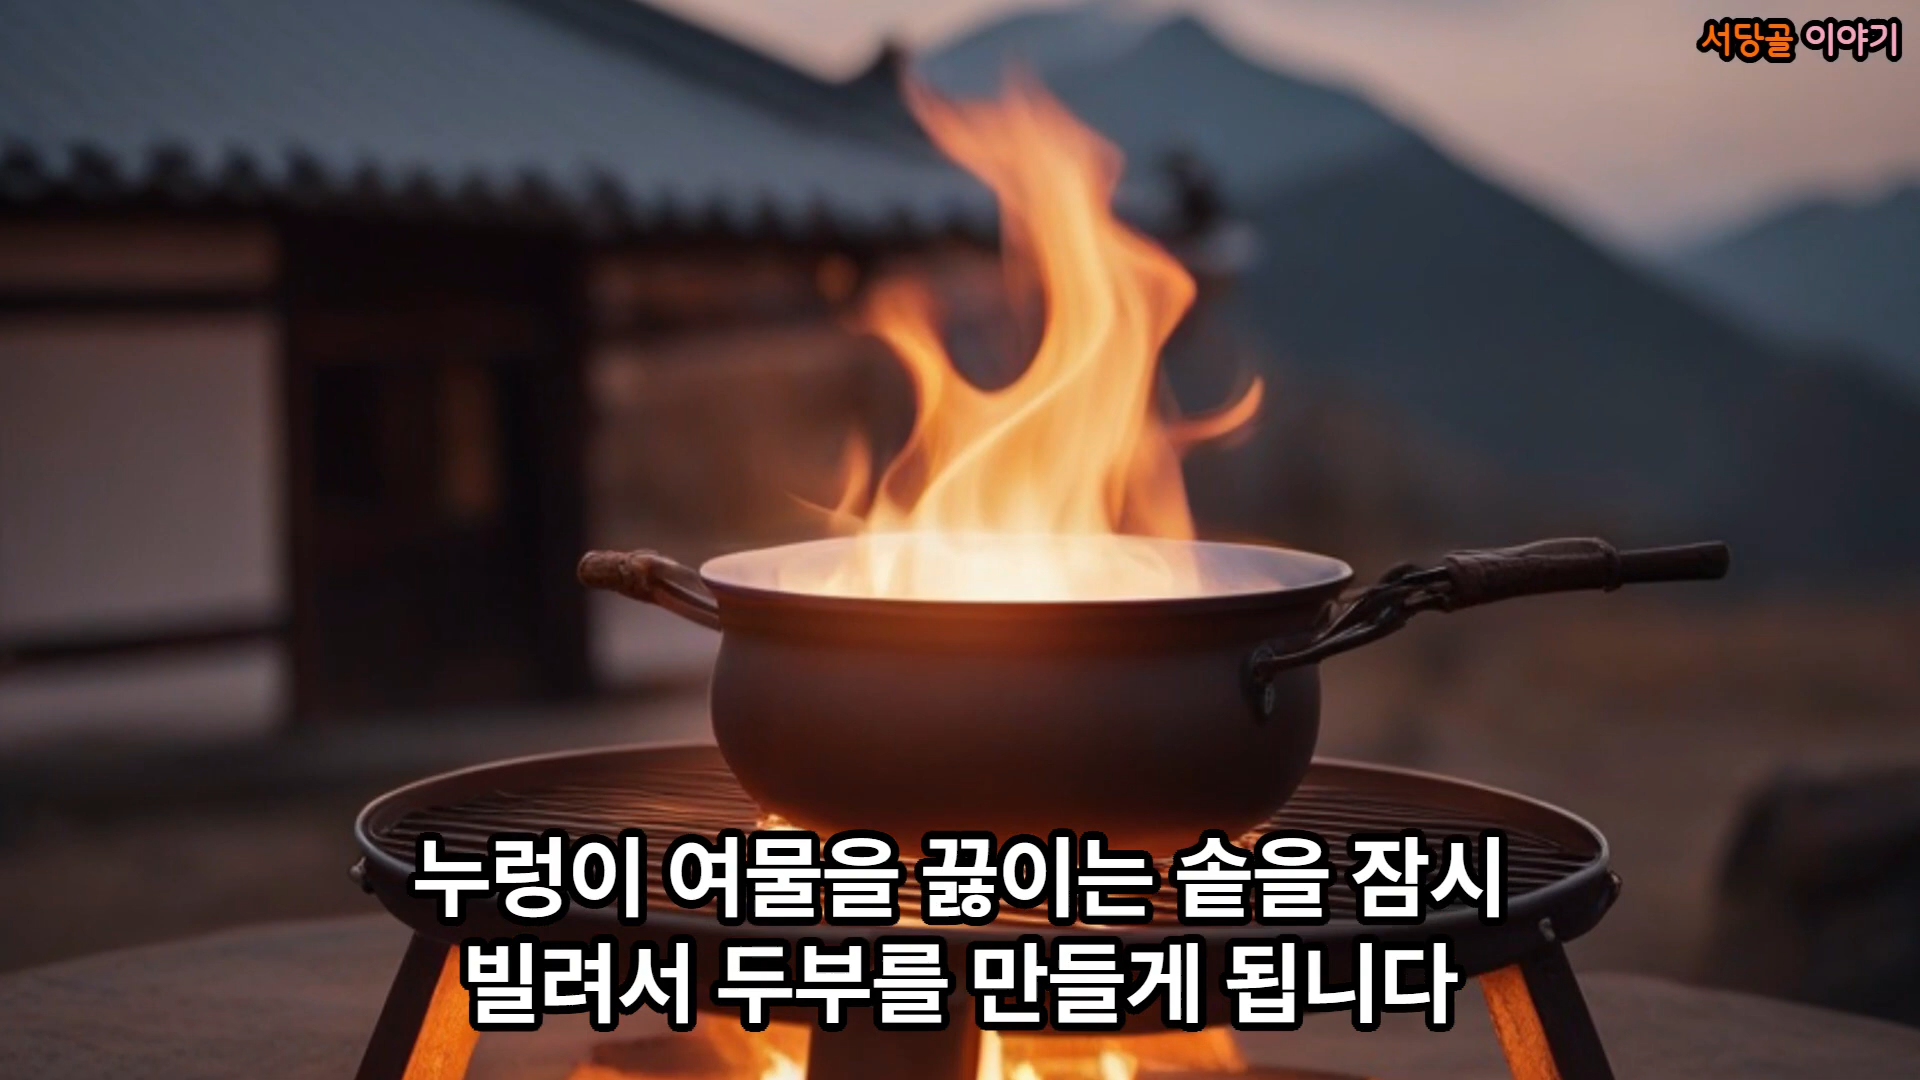 서당골 이야기
누렁이 여물을 끓이는 솥을 잠시
빌려서 두부를 만들게 됩니다